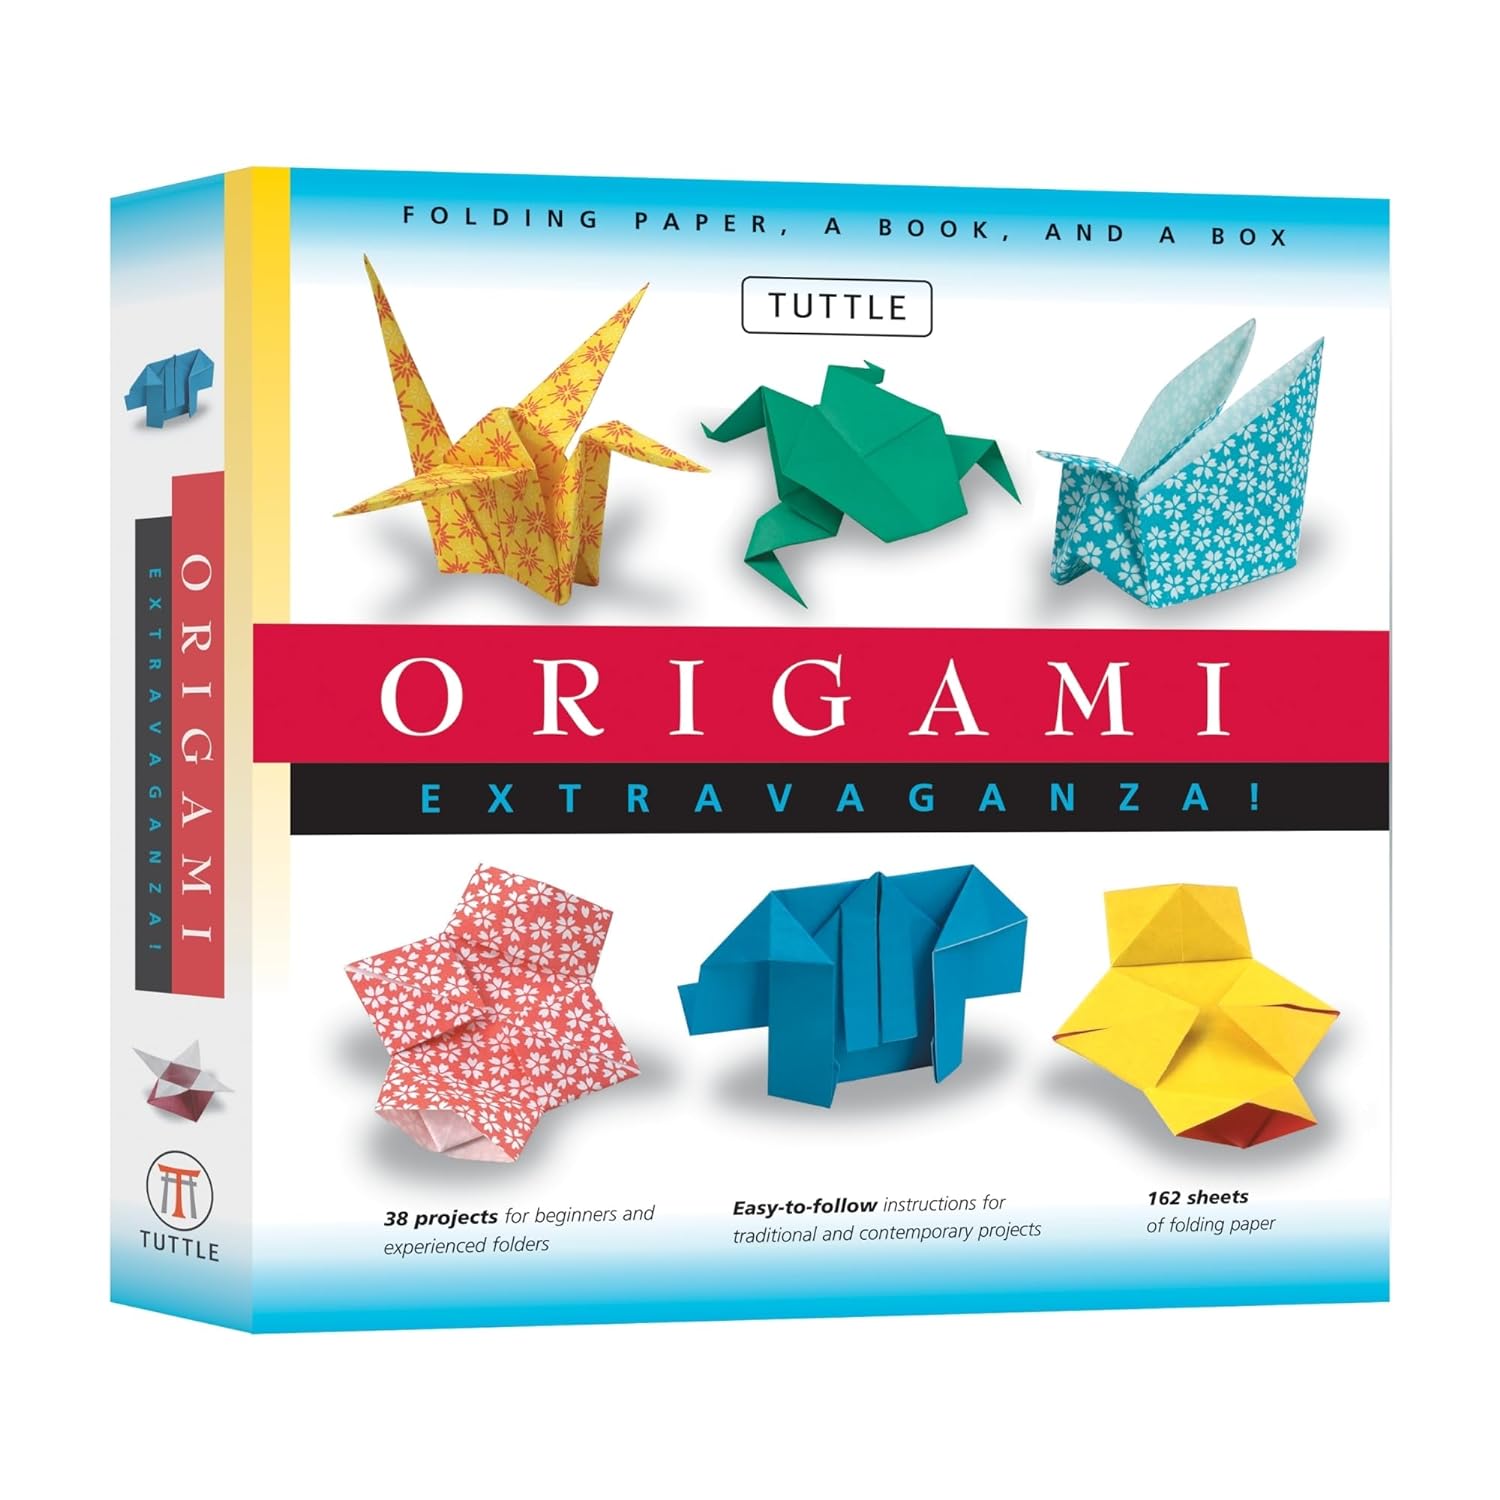 FOLDING PAPER, A BOOK, AND A BOX
TUTTLE
ORIGAMI
EXTRAVAGANZA!
38 projects for beginners and
experienced folders
Easy-to-follow instructions for
traditional and contemporary projects
162 sheets
of folding paper
ORIGAMI
EXTRAVAGANZA!
TUTTLE